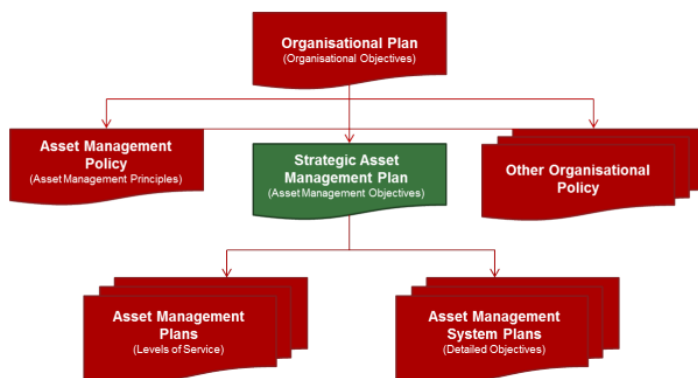 Organisational Plan
(Organisational Objectives)
Asset Management
Policy
(Asset Management Principles)
Strategic Asset
Management Plan
(Asset Management Objectives)
Other Organisational
Policy
Asset Management
Plans
(Levels of Service)
Asset Management
System Plans
(Detailed Objectives)